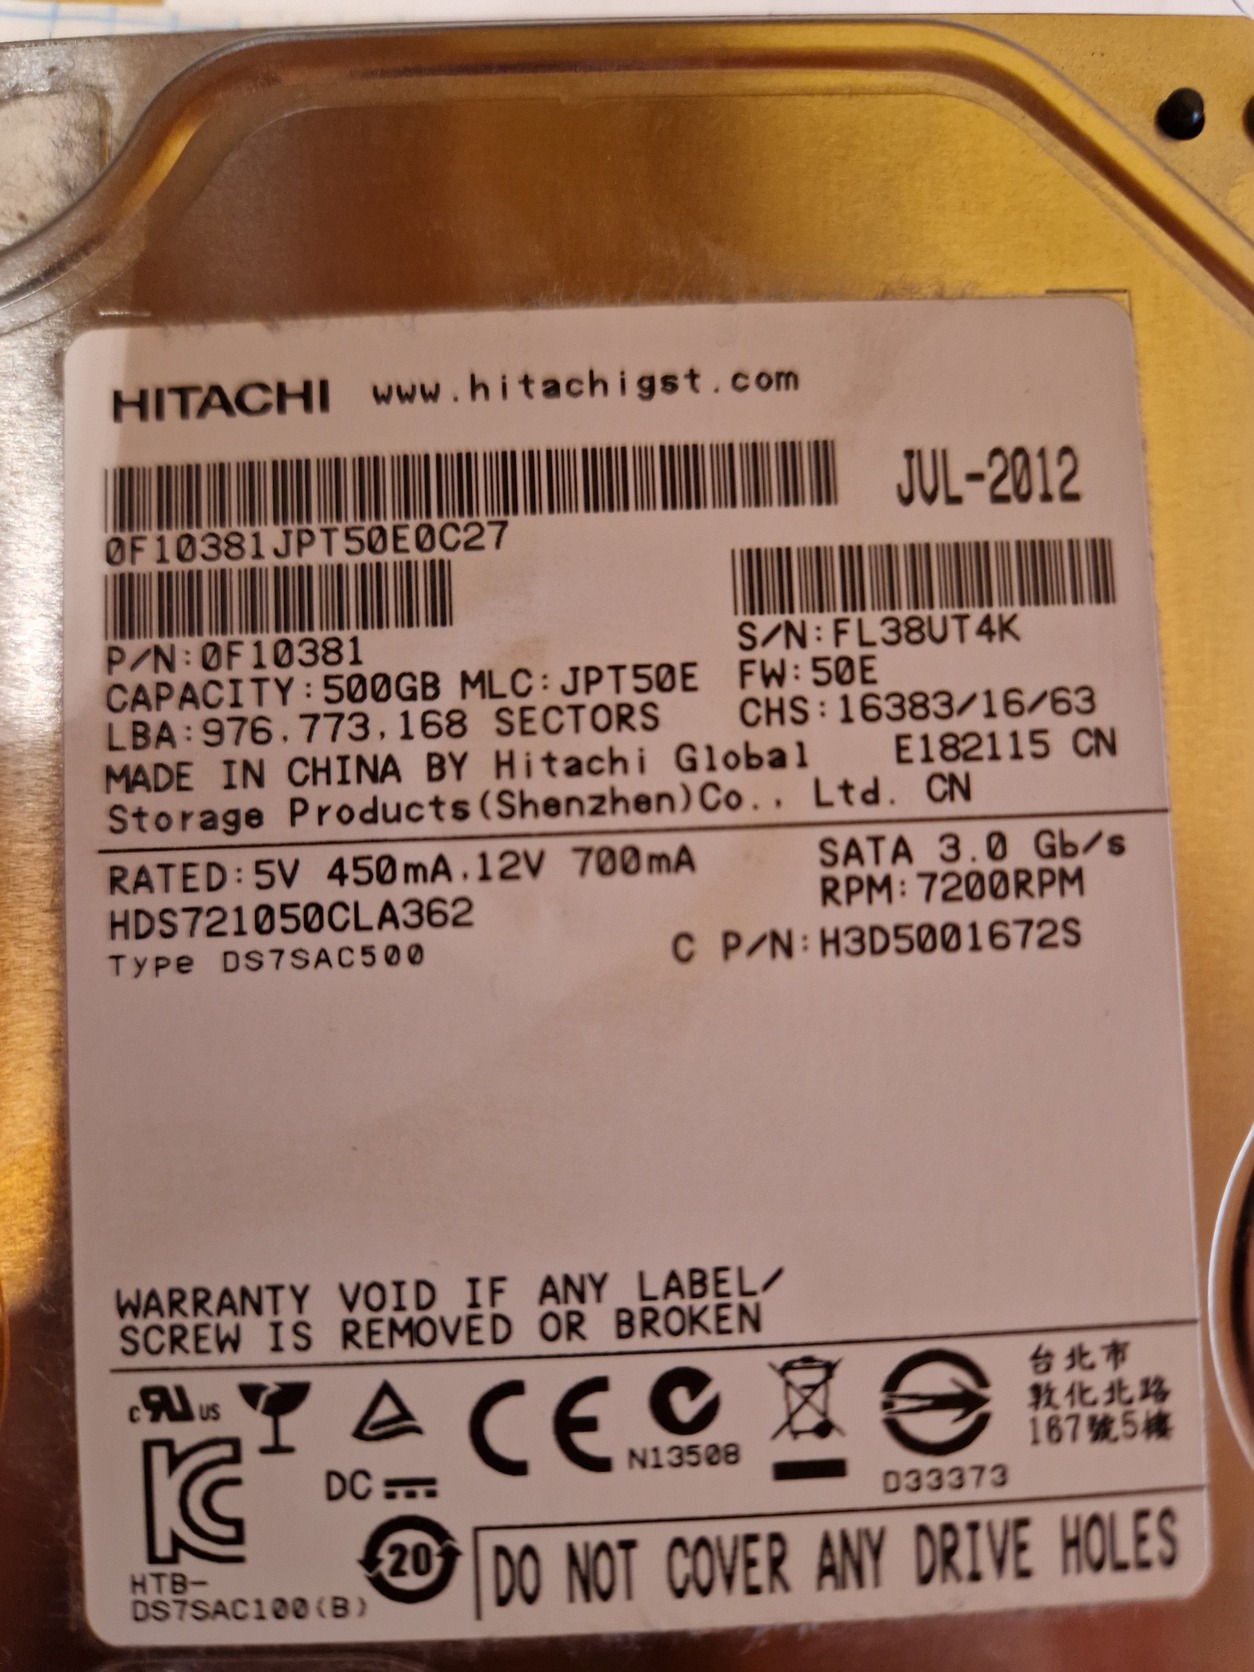 HITACHI www.hitachigst.com
JUL-2012
0F10381JPT50E0C27
P/N:0F10381
S/N:FL38UT4K
CAPACITY:500GB MLC:JPT50E FW:50E
LBA:976,773,168 SECTORS CHS:16383/16/63
MADE IN CHINA BY Hitachi Global E182115 CN
Storage Products(Shenzhen)Co., Ltd. CN
RATED:5V 450mA,12V 700mA SATA 3.0 Gb/s
RPM:7200RPM
HDS721050CLA362
Type DS7SAC500 C P/N:H3D5001672S
WARRANTY VOID IF ANY LABEL/
SCREW IS REMOVED OR BROKEN
c RU US
CE
N13508
D33373
台北市
敦化北路
167號5樓
DC
KC
HTB-
DS7SAC100(B)
20
DO NOT COVER ANY DRIVE HOLES